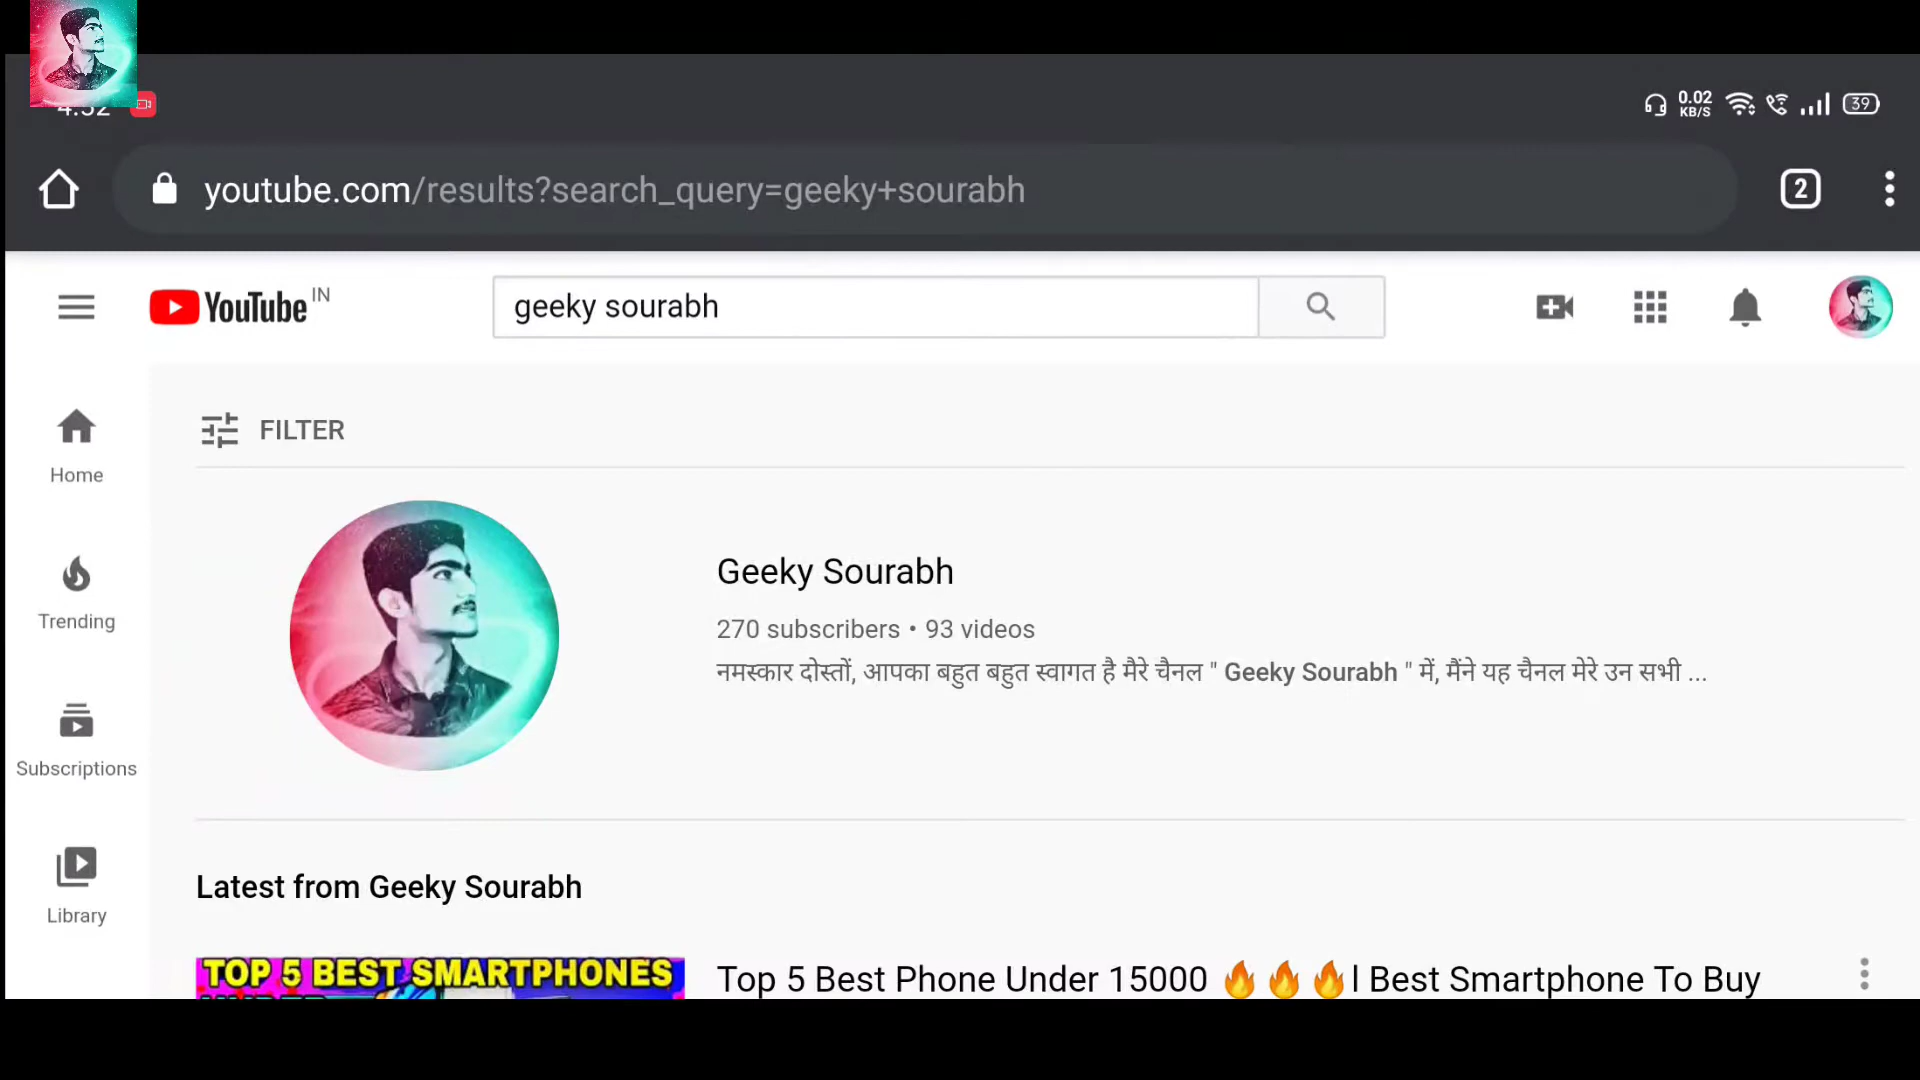 4:52
0.02
KB/S
39
youtube.com/results?search_query=geeky+sourabh
2
YouTube IN
geeky sourabh
FILTER
Home
Geeky Sourabh
Trending
270 subscribers • 93 videos
नमस्कार दोस्तों, आपका बहुत बहुत स्वागत है मैरे चैनल " Geeky Sourabh " में, मैंने यह चैनल मेरे उन सभी ...
Subscriptions
Latest from Geeky Sourabh
Library
TOP 5 BEST SMARTPHONES
Top 5 Best Phone Under 15000 🔥🔥🔥l Best Smartphone To Buy